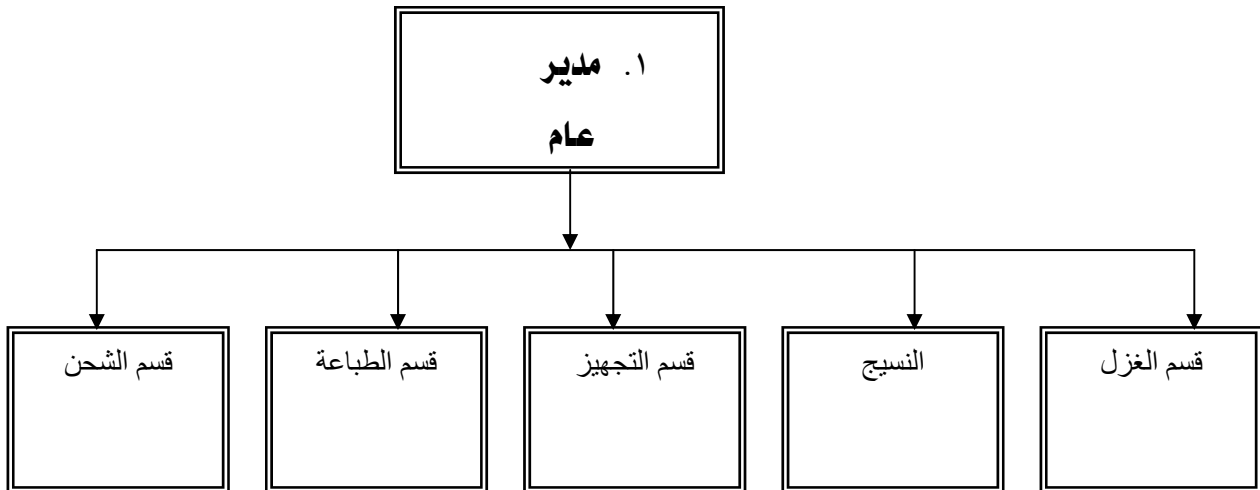 ١. مدير
عام
قسم الغزل
النسيج
قسم التجهيز
قسم الطباعة
قسم الشحن